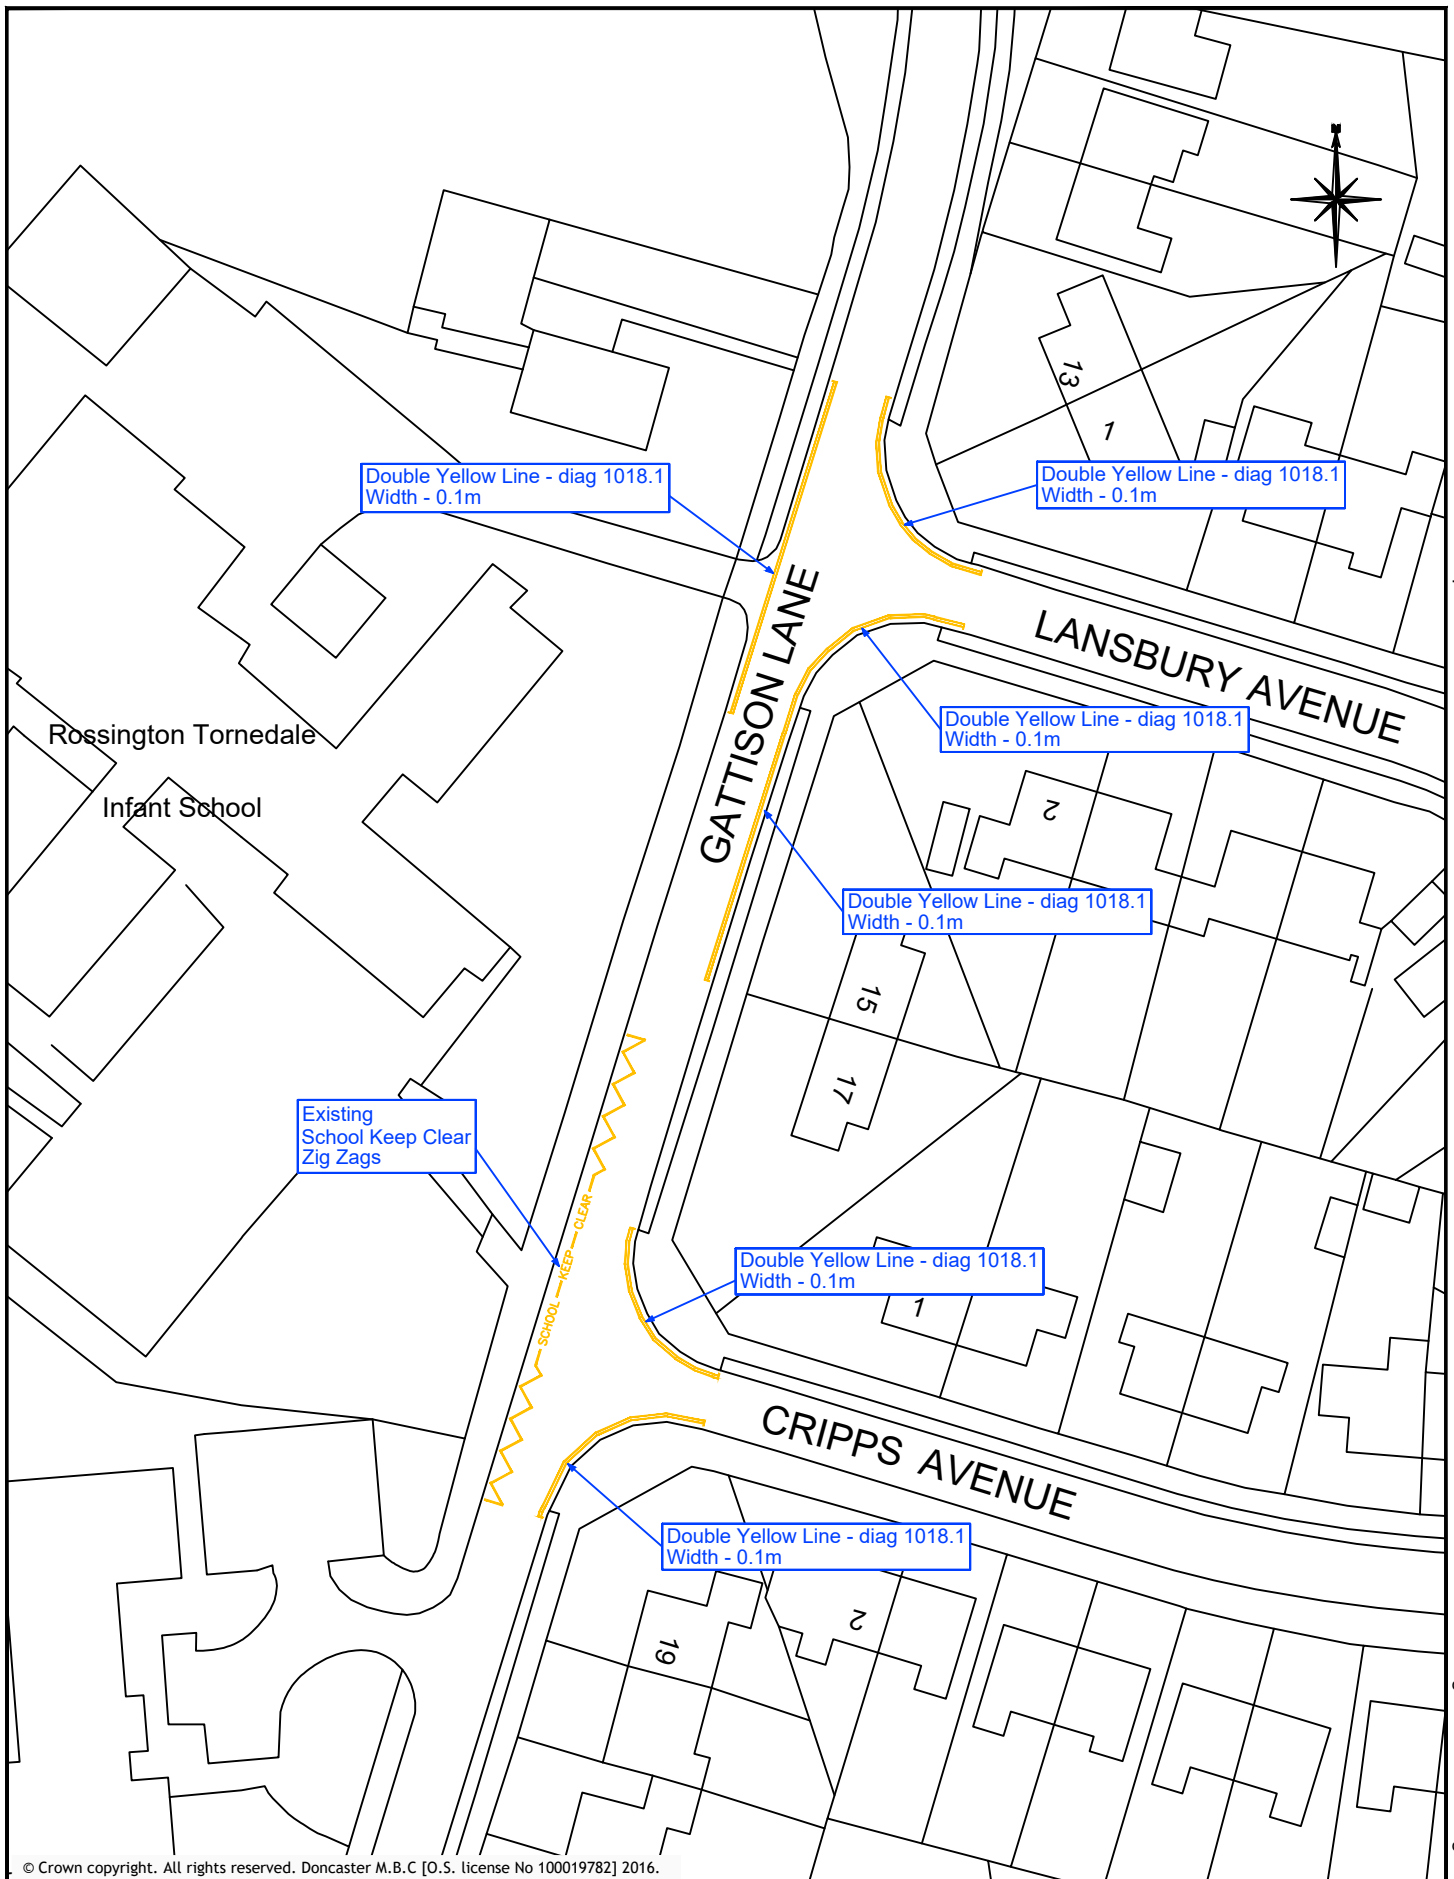 13
1
Double Yellow Line - diag 1018.1
Width - 0.1m
Double Yellow Line - diag 1018.1
Width - 0.1m
GATTISON LANE
LANSBURY AVENUE
Rossington Tornedale
Infant School
Double Yellow Line - diag 1018.1
Width - 0.1m
2
Double Yellow Line - diag 1018.1
Width - 0.1m
15
17
Existing
School Keep Clear
Zig Zags
SCHOOL KEEP CLEAR
Double Yellow Line - diag 1018.1
Width - 0.1m
1
CRIPPS AVENUE
Double Yellow Line - diag 1018.1
Width - 0.1m
2
19
© Crown copyright. All rights reserved. Doncaster M.B.C [O.S. license No 100019782] 2016.